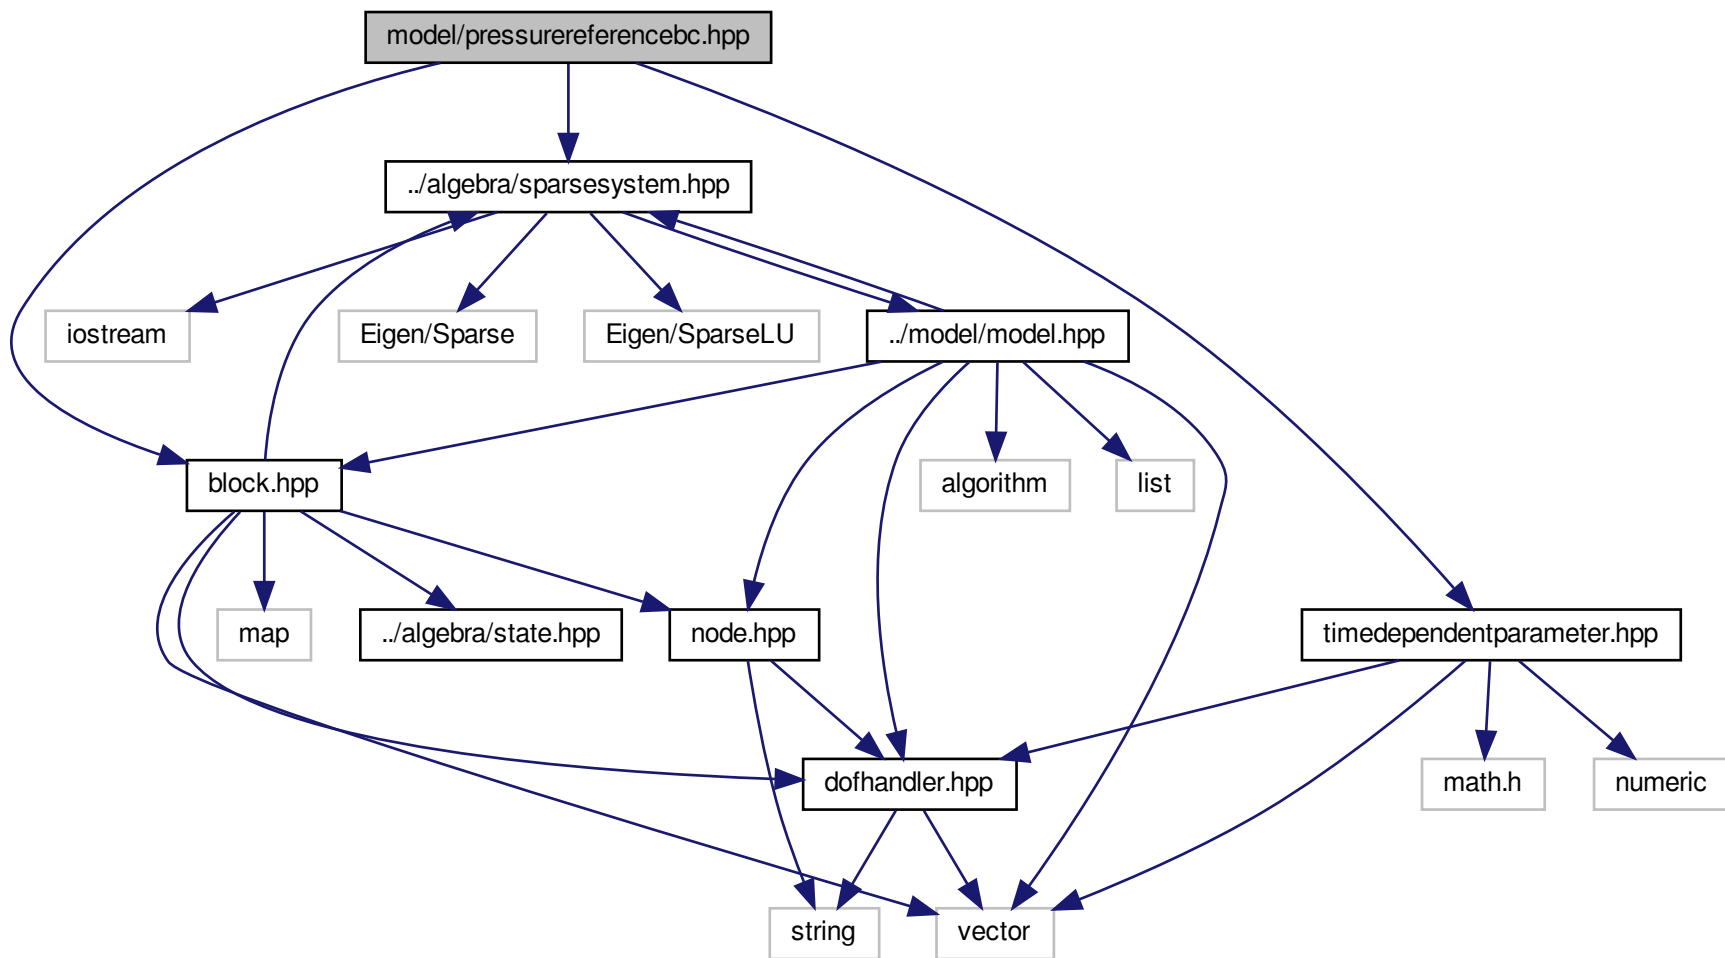 model/pressurereferencebc.hpp
../algebra/sparsesystem.hpp
iostream
Eigen/Sparse
Eigen/SparseLU
../model/model.hpp
block.hpp
algorithm
list
map
../algebra/state.hpp
node.hpp
timedependentparameter.hpp
dofhandler.hpp
math.h
numeric
string
vector